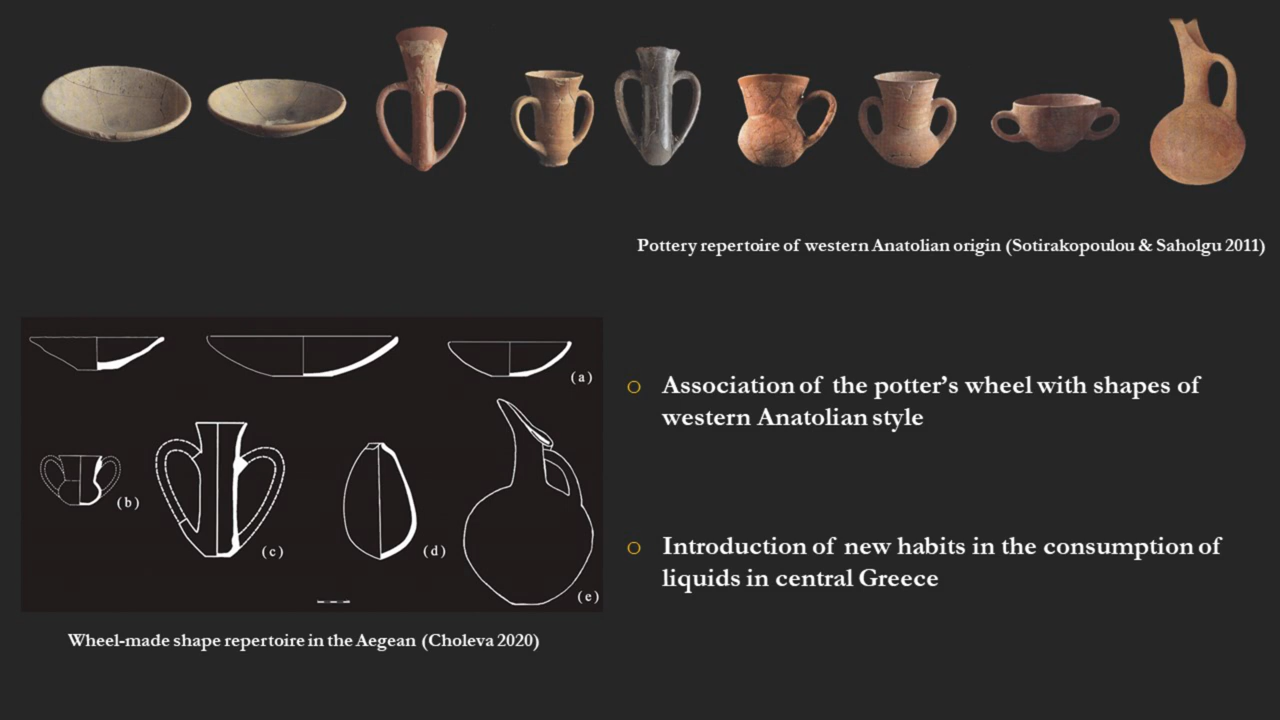 Pottery repertoire of western Anatolian origin (Sotirakopoulou & Saholgu 2011)
(a)
(b)
(c)
(d)
(e)
Wheel-made shape repertoire in the Aegean (Choleva 2020)
o Association of the potter’s wheel with shapes of
western Anatolian style
o Introduction of new habits in the consumption of
liquids in central Greece